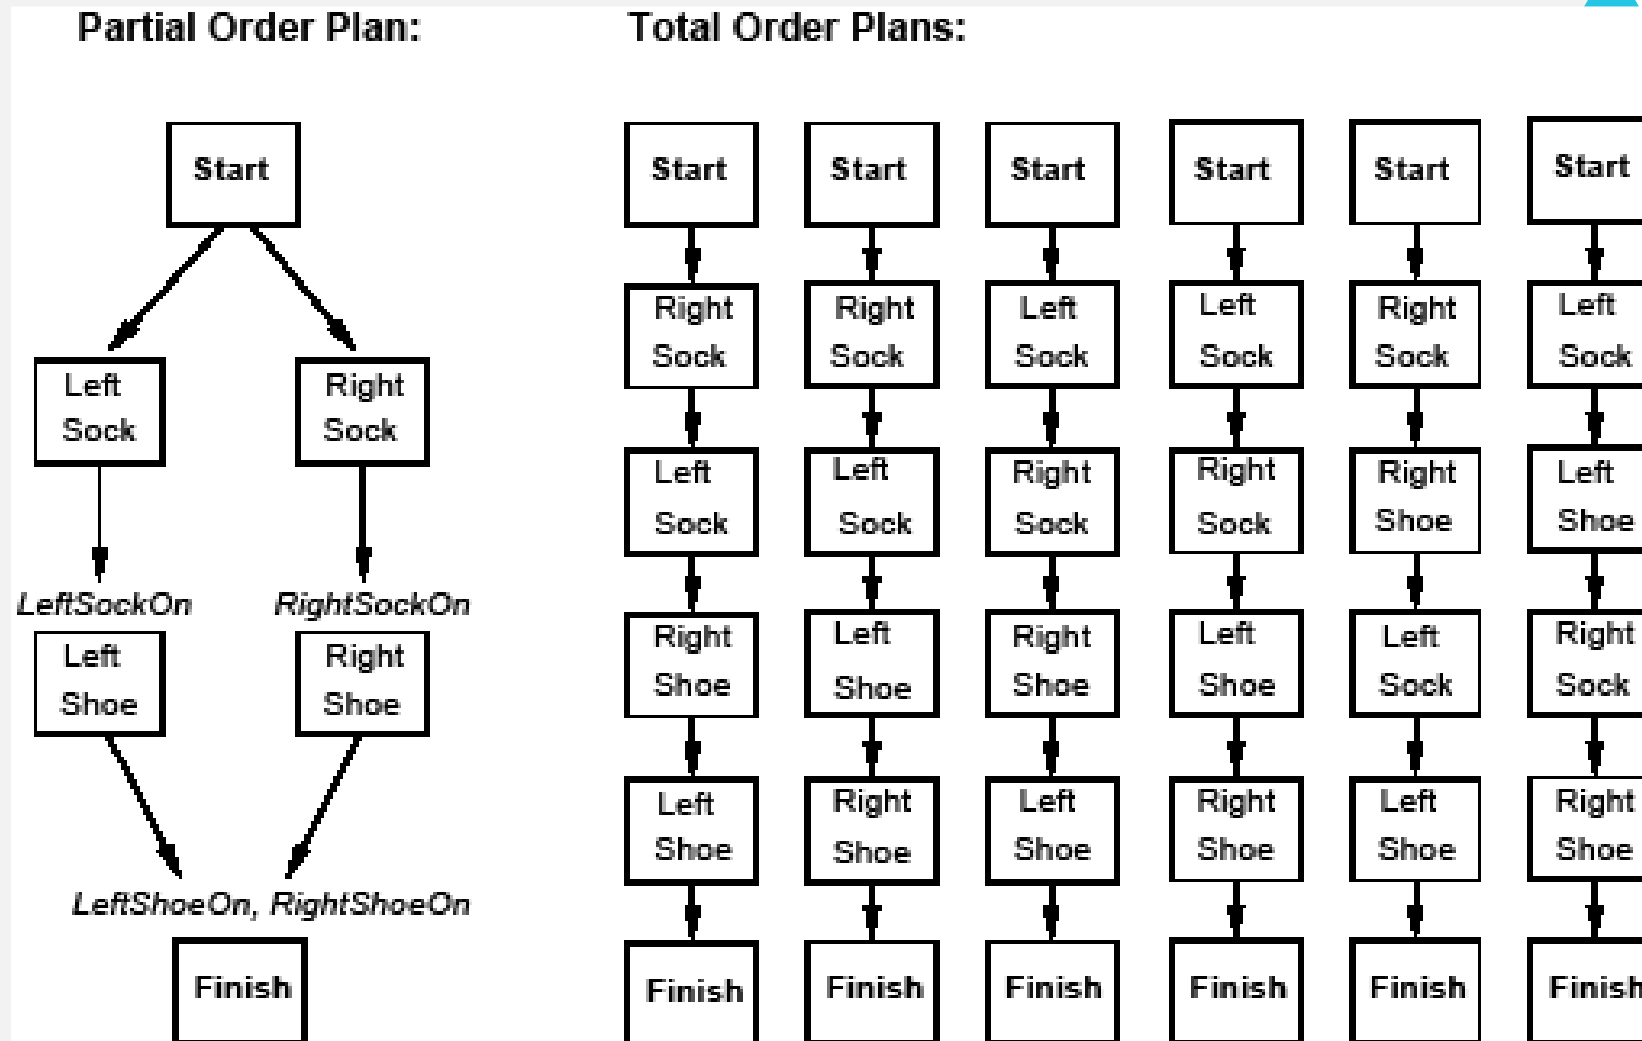 Partial Order Plan:
Total Order Plans:
Start
Left
Sock
Right
Sock
LeftSockOn
RightSockOn
Left
Shoe
Right
Shoe
LeftShoeOn, RightShoeOn
Finish
Start
Right
Sock
Left
Sock
Right
Shoe
Left
Shoe
Finish
Start
Right
Sock
Left
Sock
Left
Shoe
Right
Shoe
Finish
Start
Left
Sock
Right
Sock
Right
Shoe
Left
Shoe
Finish
Start
Left
Sock
Right
Sock
Left
Shoe
Right
Shoe
Finish
Start
Right
Sock
Right
Shoe
Left
Sock
Left
Shoe
Finish
Start
Left
Sock
Left
Shoe
Right
Sock
Right
Shoe
Finish